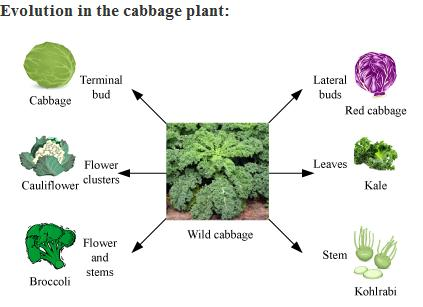 Evolution in the cabbage plant:
Terminal
bud
Cabbage
Lateral
buds
Red cabbage
Flower
clusters
Cauliflower
Leaves
Kale
Wild cabbage
Flower
and
stems
Broccoli
Stem
Kohlrabi